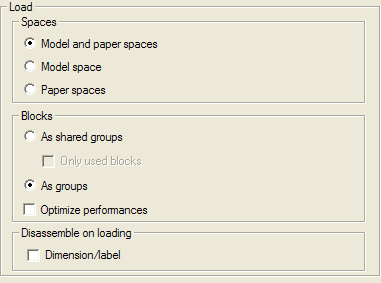 Load
Spaces
Model and paper spaces
Model space
Paper spaces
Blocks
As shared groups
Only used blocks
As groups
Optimize performances
Disassemble on loading
Dimension/label